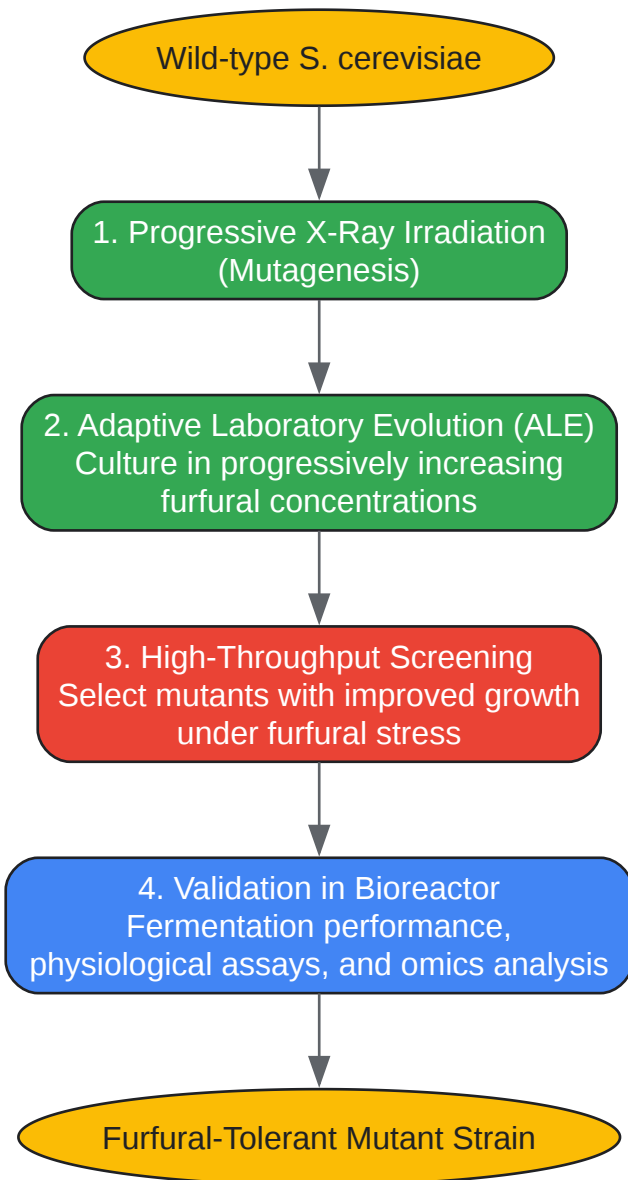 Wild-type S. cerevisiae
1. Progressive X-Ray Irradiation
(Mutagenesis)
2. Adaptive Laboratory Evolution (ALE)
Culture in progressively increasing
furfural concentrations
3. High-Throughput Screening
Select mutants with improved growth
under furfural stress
4. Validation in Bioreactor
Fermentation performance,
physiological assays, and omics analysis
Furfural-Tolerant Mutant Strain